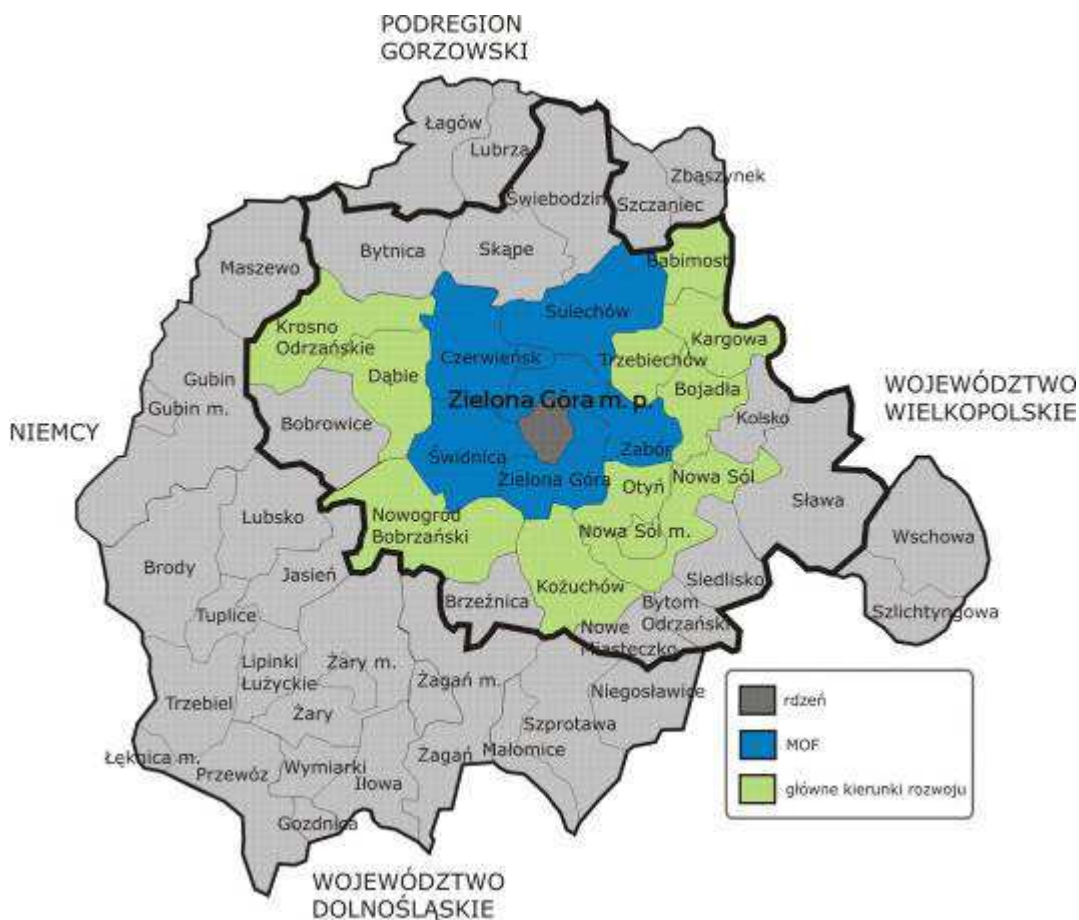 PODREGION
GORZOWSKI
Łagów
Lubrza
Zbąszynek
Świebodzin
Szczaniec
Bytnica
Skąpe
Babimost
Maszewo
Sulechów
Krosno
Odrzańskie
Kargowa
Czerwieńsk
Trzebiechów
Dąbie
Gubin
Bojadła
WOJEWÓDZTWO
WIELKOPOLSKIE
Zielona Góra m. p.
Gubin m.
Kolsko
NIEMCY
Bobrowice
Zabór
Świdnica
Zielona Góra
Nowa Sól
Otyń
Sława
Lubsko
Nowogród
Bobrzański
Nowa Sól m.
Wschowa
Brody
Jasień
Siedlisko
Kożuchów
Brzeźnica
Bytom
Odrzański
Szlichtyngowa
Tuplice
Nowe
Miasteczko
Lipinki
Łużyckie
Żary m.
Żagań m.
Niegosławice
Trzebiel
Żary
Szprotawa
Małomice
Żagań
Łęknica m.
Przewóz
Wymiarki
Iłowa
Gozdnica
rdzeń
MOF
główne kierunki rozwoju
WOJEWÓDZTWO
DOLNOŚLĄSKIE